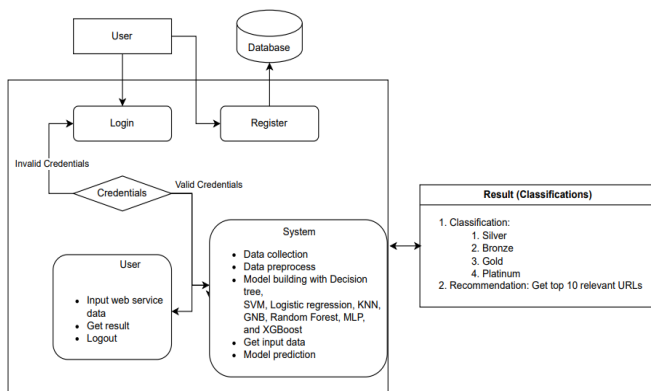 User
Database
Login
Register
Invalid Credentials
Credentials
Valid Credentials
User
• Input web service
data
• Get result
• Logout
System
• Data collection
• Data preprocess
• Model building with Decision
tree,
SVM, Logistic regression, KNN,
GNB, Random Forest, MLP,
and XGBoost
• Get input data
• Model prediction
Result (Classifications)
1. Classification:
1. Silver
2. Bronze
3. Gold
4. Platinum
2. Recommendation: Get top 10 relevant URLs